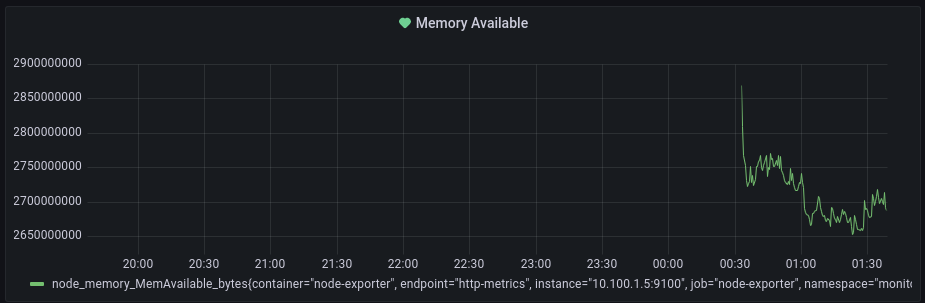 Memory Available
2900000000
2850000000
2800000000
2750000000
2700000000
2650000000
20:00 20:30 21:00 21:30 22:00 22:30 23:00 23:30 00:00 00:30 01:00 01:30
node_memory_MemAvailable_bytes{container="node-exporter", endpoint="http-metrics", instance="10.100.1.5:9100", job="node-exporter", namespace="monito